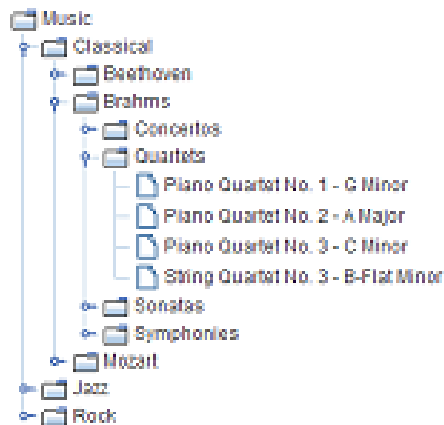 Music
Classical
Beethoven
Brahms
Concertos
Quartets
Piano Quartet No. 1 - G Minor
Piano Quartet No. 2 - A Major
Piano Quartet No. 3 - C Minor
String Quartet No. 3 - B-Flat Minor
Sonatas
Symphonies
Mozart
Jazz
Rock